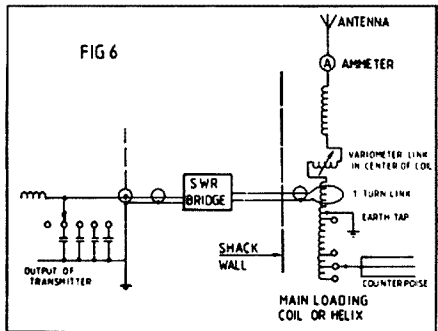 FIG 6
ANTENNA
A
AMMETER
VARIOMETER LINK
IN CENTER OF COIL
1 TURN LINK
SWR
BRIDGE
EARTH TAP
SHACK
WALL
OUTPUT OF
TRANSMITTER
COUNTERPOISE
MAIN LOADING
COIL OR HELIX